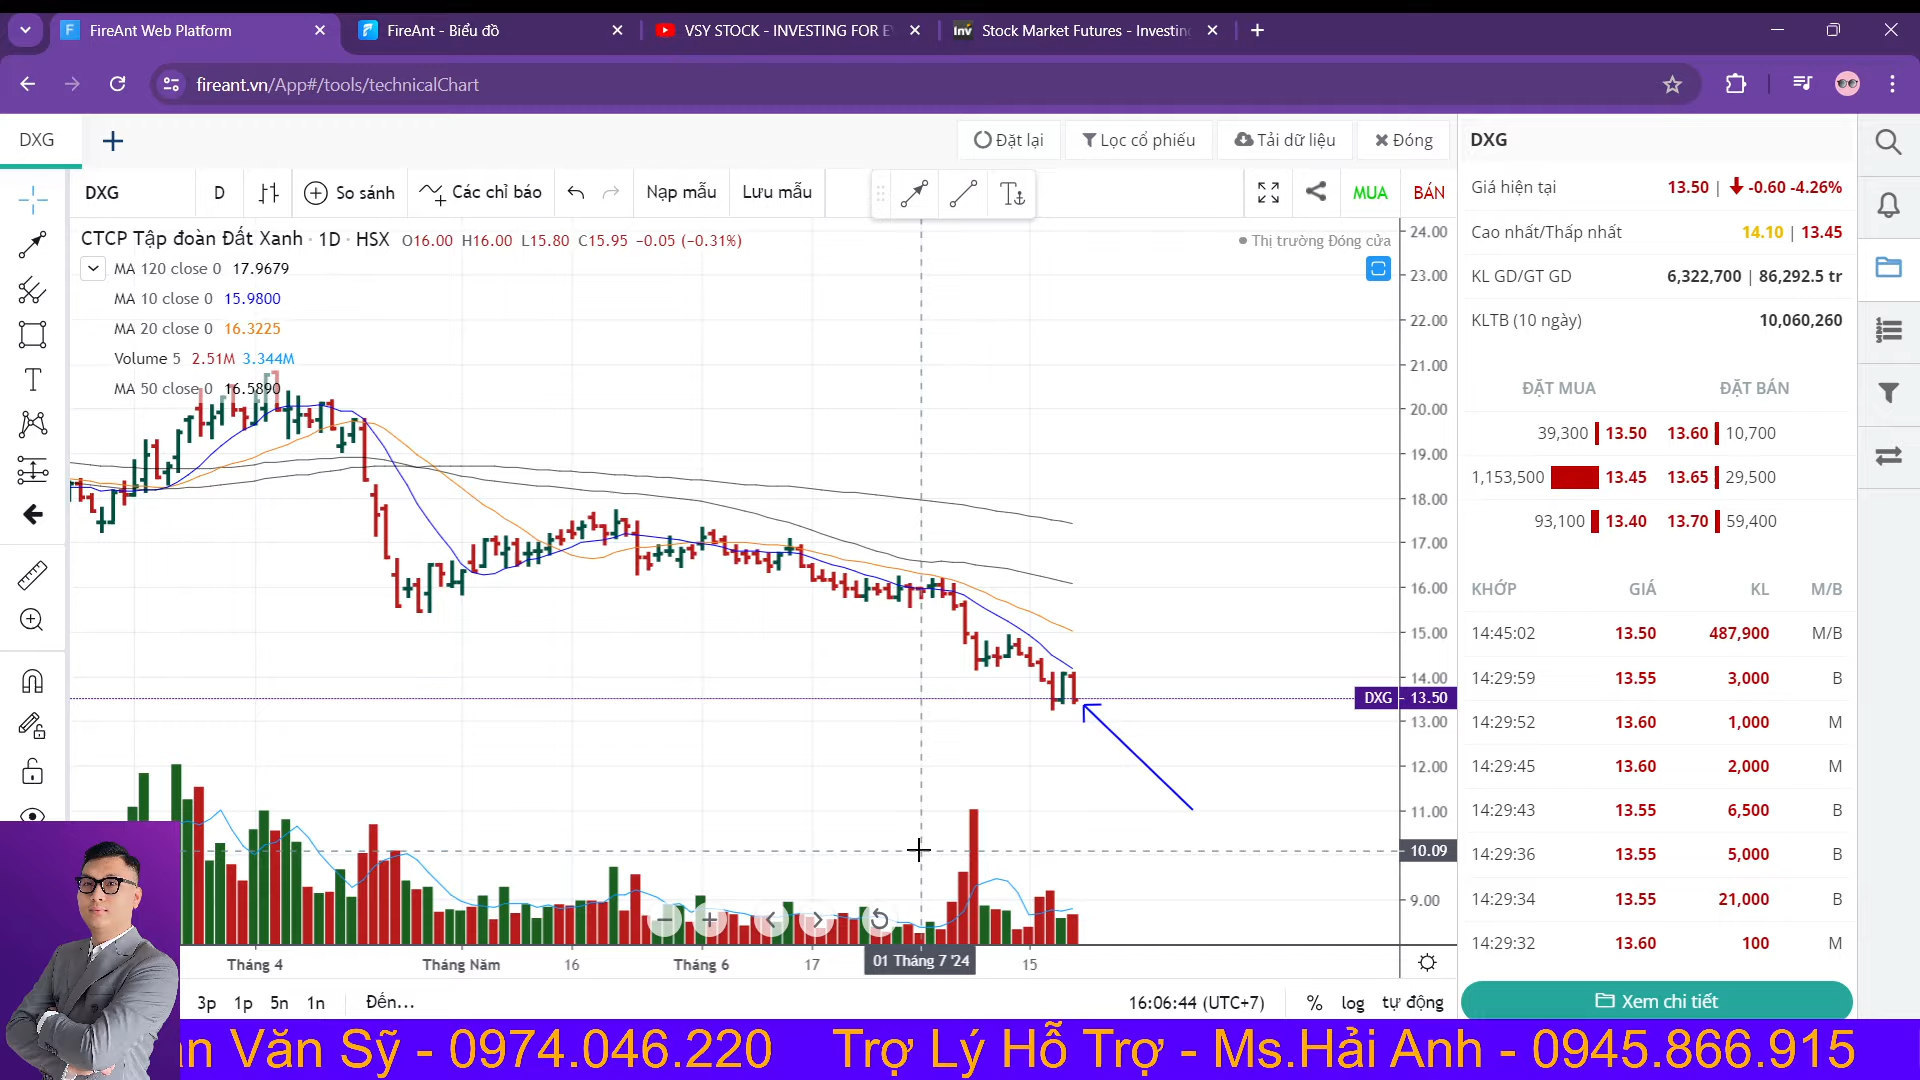 FireAnt Web Platform
FireAnt - Biểu đồ
VSY STOCK - INVESTING FOR E
Stock Market Futures - Investin
fireant.vn/App#/tools/technicalChart
DXG
Đặt lại
Lọc cổ phiếu
Tải dữ liệu
Đóng
DXG
D
So sánh
Các chỉ báo
Nạp mẫu
Lưu mẫu
MUA
BÁN
CTCP Tập đoàn Đất Xanh · 1D · HSX O16.00 H16.00 L15.80 C15.95 −0.05 (−0.31%)
Thị trường Đóng cửa
MA 120 close 0 17.9679
MA 10 close 0 15.9800
MA 20 close 0 16.3225
Volume 5 2.51M 3.344M
MA 50 close 0 16.5890
24.00
23.00
22.00
21.00
20.00
19.00
18.00
17.00
16.00
15.00
14.00
DXG 13.50
13.00
12.00
11.00
10.09
9.00
Tháng 4
Tháng Năm
16
Tháng 6
17
01 Tháng 7 '24
15
3p 1p 5n 1n
Đến...
16:06:44 (UTC+7)
% log tự động
DXG
Giá hiện tại 13.50 | -0.60 -4.26%
Cao nhất/Thấp nhất 14.10 | 13.45
KL GD/GT GD 6,322,700 | 86,292.5 tr
KLTB (10 ngày) 10,060,260
ĐẶT MUA ĐẶT BÁN
39,300 13.50 13.60 10,700
1,153,500 13.45 13.65 29,500
93,100 13.40 13.70 59,400
KHỚP GIÁ KL M/B
14:45:02 13.50 487,900 M/B
14:29:59 13.55 3,000 B
14:29:52 13.60 1,000 M
14:29:45 13.60 2,000 M
14:29:43 13.55 6,500 B
14:29:36 13.55 5,000 B
14:29:34 13.55 21,000 B
14:29:32 13.60 100 M
Xem chi tiết
n Văn Sỹ - 0974.046.220 Trợ Lý Hỗ Trợ - Ms.Hải Anh - 0945.866.915